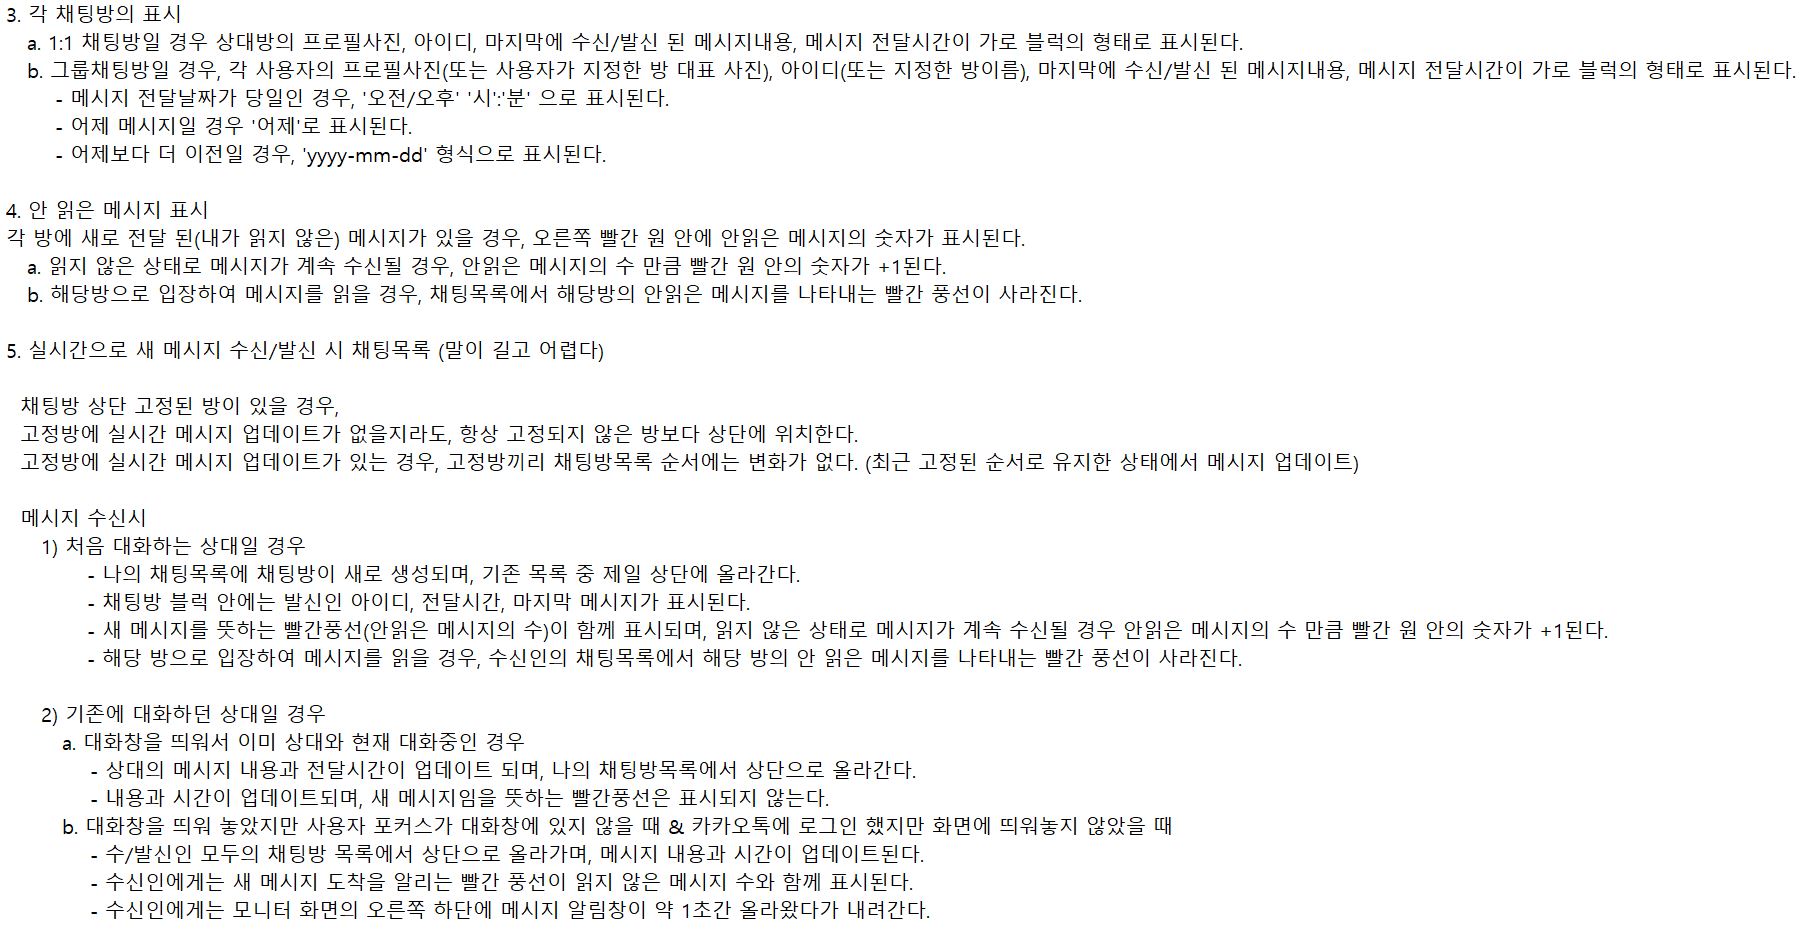 3. 각 채팅방의 표시
a. 1:1 채팅방일 경우 상대방의 프로필사진, 아이디, 마지막에 수신/발신 된 메시지내용, 메시지 전달시간이 가로 블럭의 형태로 표시된다.
b. 그룹채팅방일 경우, 각 사용자의 프로필사진(또는 사용자가 지정한 방 대표 사진), 아이디(또는 지정한 방이름), 마지막에 수신/발신 된 메시지내용, 메시지 전달시간이 가로 블럭의 형태로 표시된다.
- 메시지 전달날짜가 당일인 경우, '오전/오후' '시':'분' 으로 표시된다.
- 어제 메시지일 경우 '어제'로 표시된다.
- 어제보다 더 이전일 경우, 'yyyy-mm-dd' 형식으로 표시된다.
4. 안 읽은 메시지 표시
각 방에 새로 전달 된(내가 읽지 않은) 메시지가 있을 경우, 오른쪽 빨간 원 안에 안읽은 메시지의 숫자가 표시된다.
a. 읽지 않은 상태로 메시지가 계속 수신될 경우, 안읽은 메시지의 수 만큼 빨간 원 안의 숫자가 +1된다.
b. 해당방으로 입장하여 메시지를 읽을 경우, 채팅목록에서 해당방의 안읽은 메시지를 나타내는 빨간 풍선이 사라진다.
5. 실시간으로 새 메시지 수신/발신 시 채팅목록 (말이 길고 어렵다)
채팅방 상단 고정된 방이 있을 경우,
고정방에 실시간 메시지 업데이트가 없을지라도, 항상 고정되지 않은 방보다 상단에 위치한다.
고정방에 실시간 메시지 업데이트가 있는 경우, 고정방끼리 채팅방목록 순서에는 변화가 없다. (최근 고정된 순서로 유지한 상태에서 메시지 업데이트)
메시지 수신시
1) 처음 대화하는 상대일 경우
- 나의 채팅목록에 채팅방이 새로 생성되며, 기존 목록 중 제일 상단에 올라간다.
- 채팅방 블럭 안에는 발신인 아이디, 전달시간, 마지막 메시지가 표시된다.
- 새 메시지를 뜻하는 빨간풍선(안읽은 메시지의 수)이 함께 표시되며, 읽지 않은 상태로 메시지가 계속 수신될 경우 안읽은 메시지의 수 만큼 빨간 원 안의 숫자가 +1된다.
- 해당 방으로 입장하여 메시지를 읽을 경우, 수신인의 채팅목록에서 해당 방의 안 읽은 메시지를 나타내는 빨간 풍선이 사라진다.
2) 기존에 대화하던 상대일 경우
a. 대화창을 띄워서 이미 상대와 현재 대화중인 경우
- 상대의 메시지 내용과 전달시간이 업데이트 되며, 나의 채팅방목록에서 상단으로 올라간다.
- 내용과 시간이 업데이트되며, 새 메시지임을 뜻하는 빨간풍선은 표시되지 않는다.
b. 대화창을 띄워 놓았지만 사용자 포커스가 대화창에 있지 않을 때 & 카카오톡에 로그인 했지만 화면에 띄워놓지 않았을 때
- 수/발신인 모두의 채팅방 목록에서 상단으로 올라가며, 메시지 내용과 시간이 업데이트된다.
- 수신인에게는 새 메시지 도착을 알리는 빨간 풍선이 읽지 않은 메시지 수와 함께 표시된다.
- 수신인에게는 모니터 화면의 오른쪽 하단에 메시지 알림창이 약 1초간 올라왔다가 내려간다.